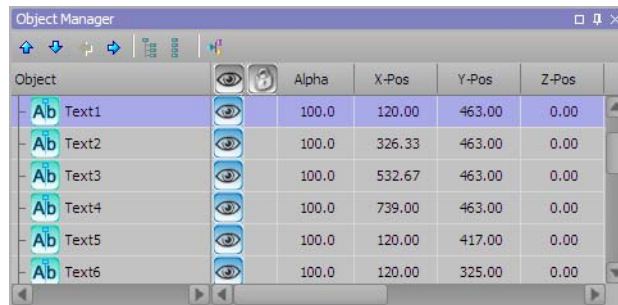 Object Manager
Object Alpha X-Pos Y-Pos Z-Pos
Ab Text1 100.0 120.00 463.00 0.00
Ab Text2 100.0 326.33 463.00 0.00
Ab Text3 100.0 532.67 463.00 0.00
Ab Text4 100.0 739.00 463.00 0.00
Ab Text5 100.0 120.00 417.00 0.00
Ab Text6 100.0 120.00 325.00 0.00